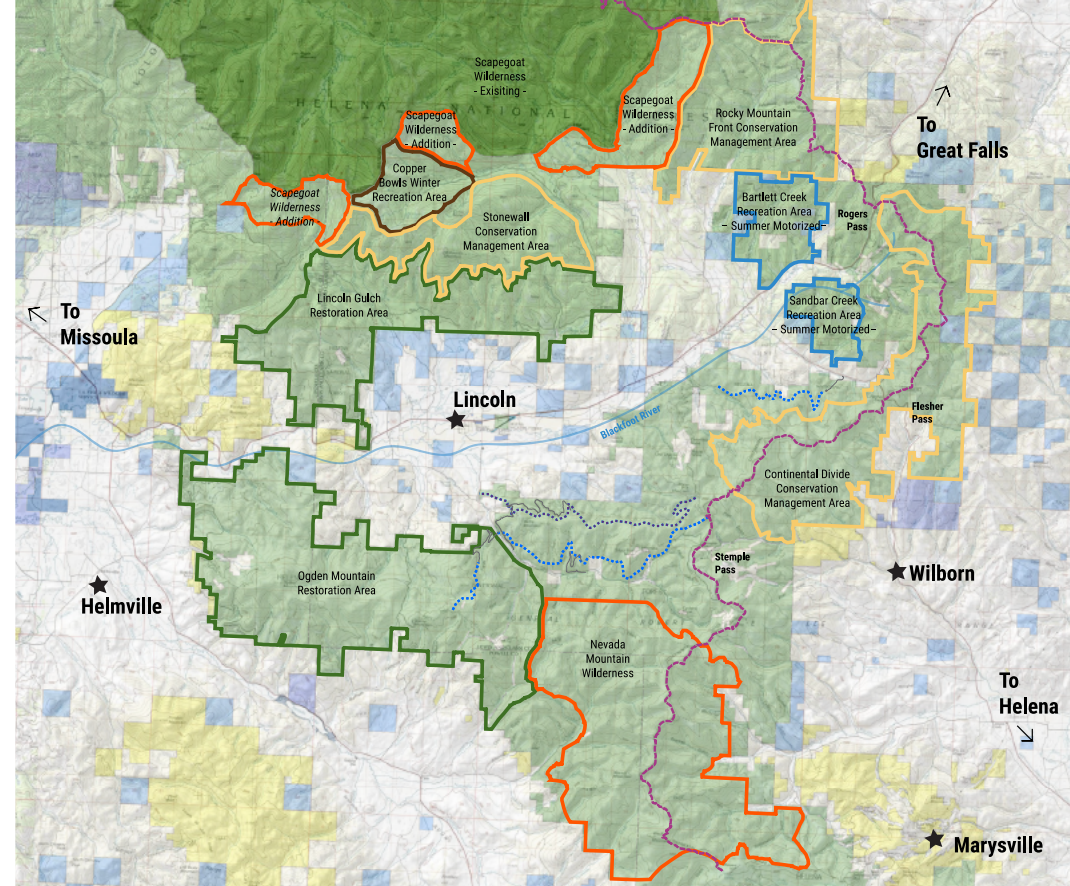 Scapegoat
Wilderness
- Exisiting -
HELENA NATIONAL
Scapegoat
Wilderness
- Addition -
Scapegoat
Wilderness
- Addition -
Rocky Mountain
Front Conservation
Management Area
To
Great Falls
Copper
Bowls Winter
Recreation Area
Scapegoat
Wilderness
- Addition -
Stonewall
Conservation
Management Area
Bartlett Creek
Recreation Area
– Summer Motorized–
Rogers
Pass
Lincoln Gulch
Restoration Area
Sandbar Creek
Recreation Area
– Summer Motorized–
To
Missoula
Lincoln
Blackfout River
Flesher
Pass
Continental Divide
Conservation
Management Area
Stemple
Pass
Wilborn
Ogden Mountain
Restoration Area
Helmville
Nevada
Mountain
Wilderness
To
Helena
Marysville